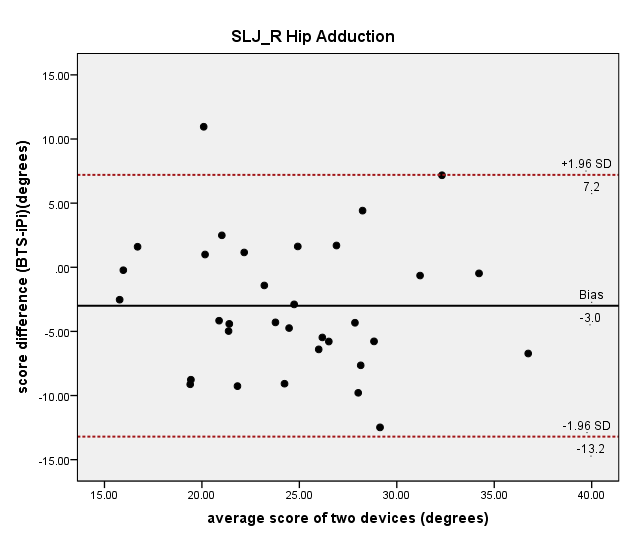 SLJ_R Hip Adduction
score difference (BTS-iPi)(degrees)
15.00
10.00
5.00
.00
-5.00
-10.00
-15.00
+1.96 SD
7.2
Bias
-3.0
-1.96 SD
-13.2
15.00
20.00
25.00
30.00
35.00
40.00
average score of two devices (degrees)